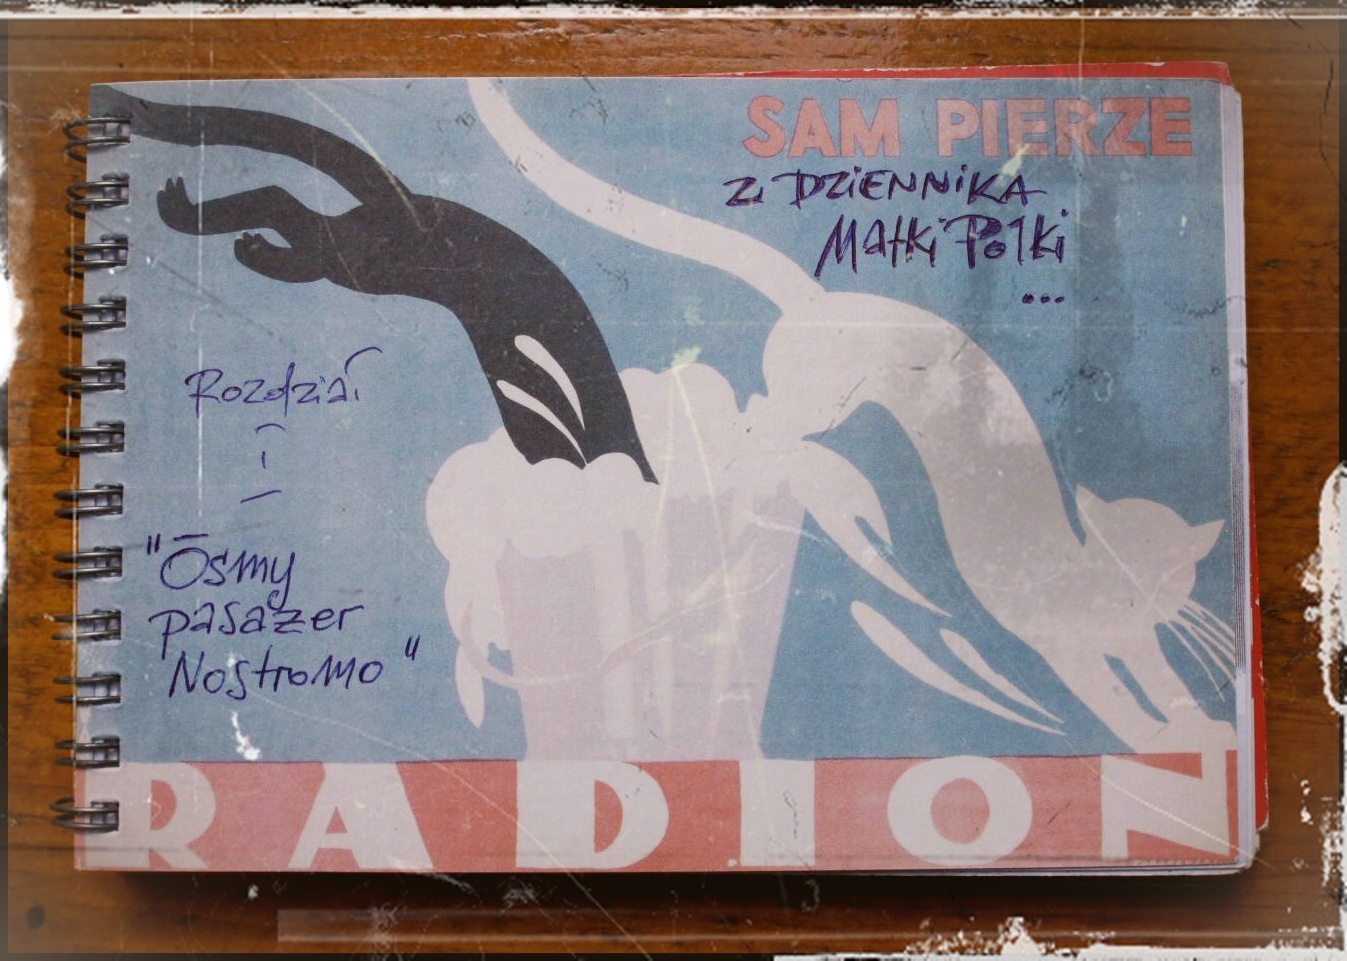 SAM PIERZE
Z DZIENNIKA
Matki Polki
...
Rozdział
I
"Ósmy
pasażer
Nostromo"
RADION